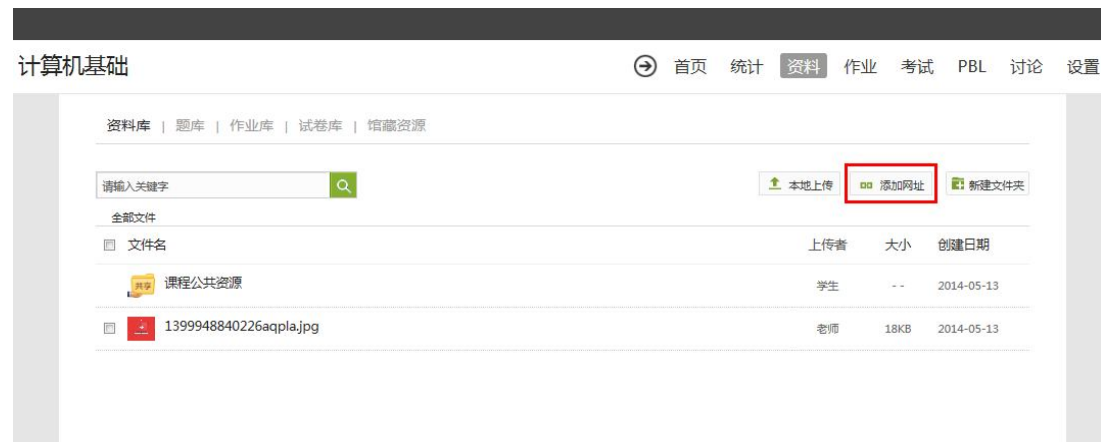 计算机基础 首页 统计 资料 作业 考试 PBL 讨论 设置
资料库 | 题库 | 作业库 | 试卷库 | 馆藏资源
请输入关键字 本地上传 添加网址 新建文件夹
全部文件
文件名 上传者 大小 创建日期
共享 课程公共资源 学生 -- 2014-05-13
1399948840226aqpla.jpg 老师 18KB 2014-05-13